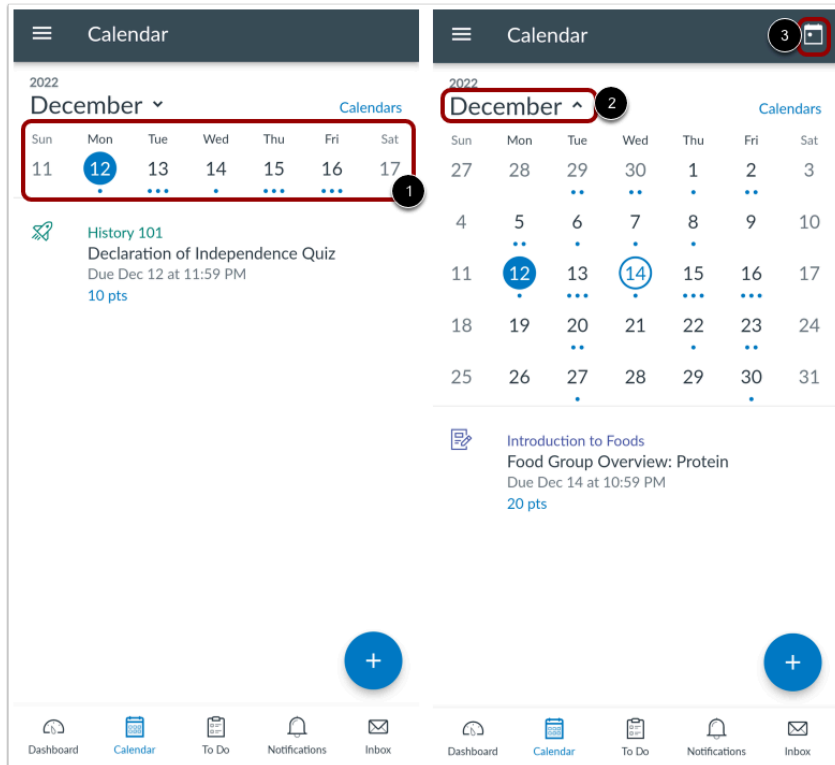 Calendar
2022
December
Calendars
Sun Mon Tue Wed Thu Fri Sat
11 12 13 14 15 16 17
1
History 101
Declaration of Independence Quiz
Due Dec 12 at 11:59 PM
10 pts
+
Dashboard Calendar To Do Notifications Inbox
Calendar
3
2022
December
2
Calendars
Sun Mon Tue Wed Thu Fri Sat
27 28 29 30 1 2 3
4 5 6 7 8 9 10
11 12 13 14 15 16 17
18 19 20 21 22 23 24
25 26 27 28 29 30 31
Introduction to Foods
Food Group Overview: Protein
Due Dec 14 at 10:59 PM
20 pts
+
Dashboard Calendar To Do Notifications Inbox